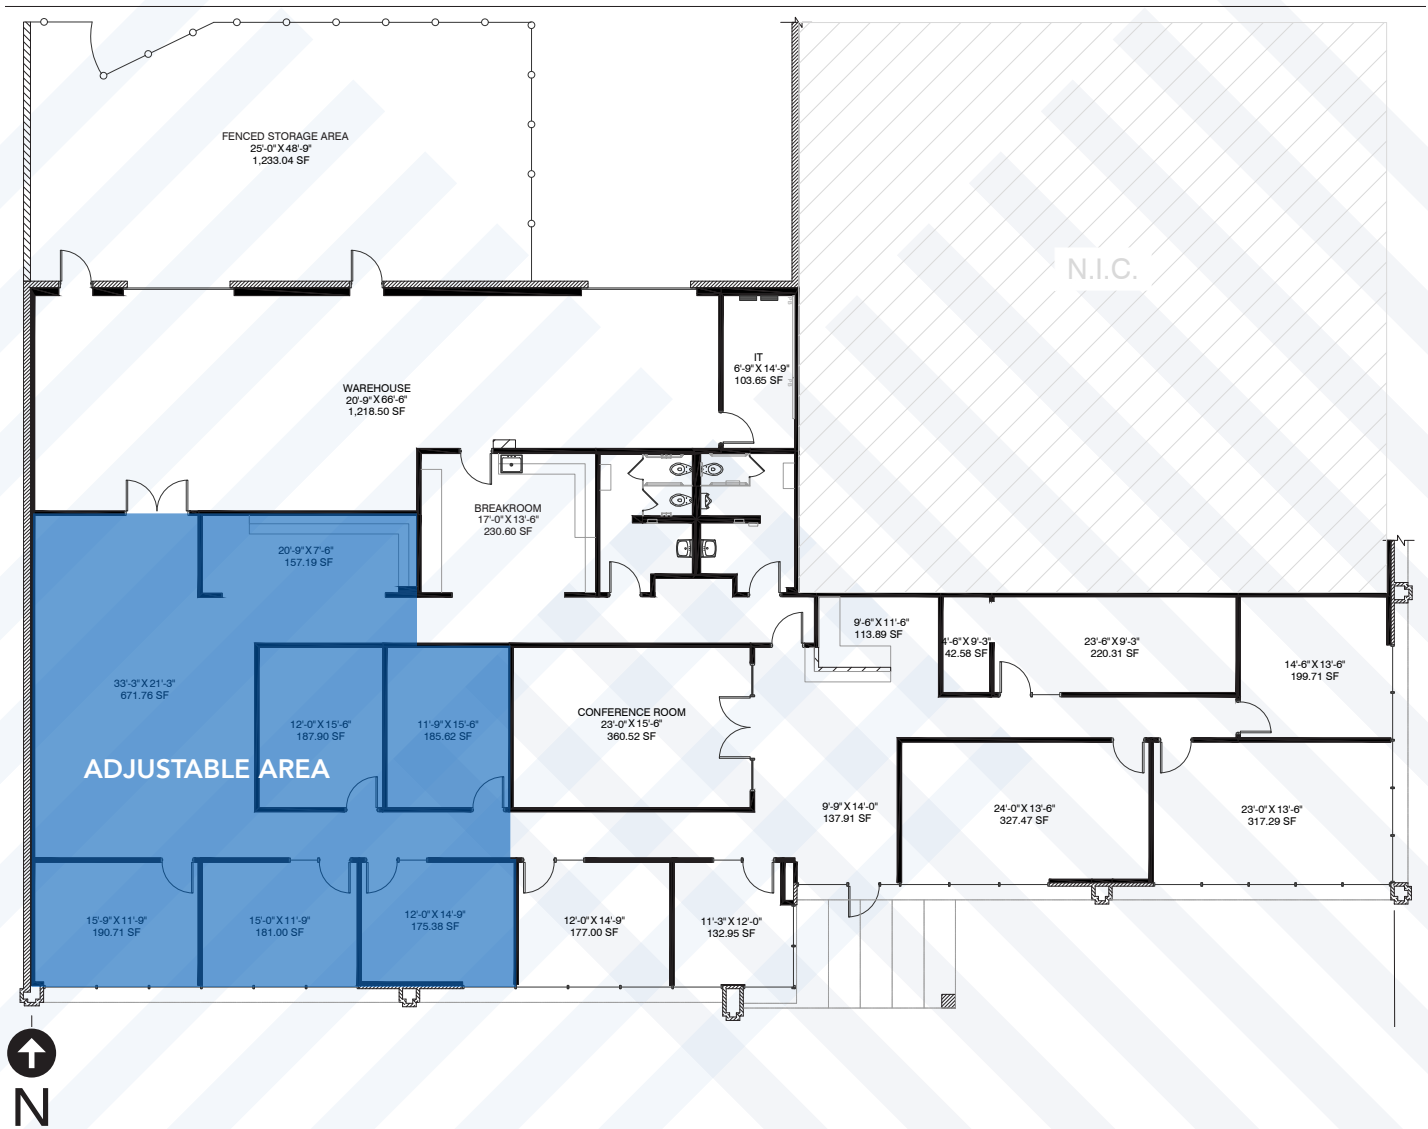 FENCED STORAGE AREA
25'-0" X 48'-9"
1,233.04 SF
N.I.C.
IT
6'-9" X 14'-9"
103.65 SF
WAREHOUSE
20'-9" X 66'-6"
1,218.50 SF
BREAKROOM
17'-0" X 13'-6"
230.60 SF
20'-9" X 7'-6"
157.19 SF
N
9'-6" X 11'-6"
113.89 SF
4'-6" X 9'-3"
42.58 SF
23'-6" X 9'-3"
220.31 SF
14'-6" X 13'-6"
199.71 SF
33'-3" X 21'-3"
671.76 SF
12'-0" X 15'-6"
187.90 SF
11'-9" X 15'-6"
185.62 SF
CONFERENCE ROOM
23'-0" X 15'-6"
360.52 SF
ADJUSTABLE AREA
9'-9" X 14'-0"
137.91 SF
24'-0" X 13'-6"
327.47 SF
23'-0" X 13'-6"
317.29 SF
15'-9" X 11'-9"
190.71 SF
15'-0" X 11'-9"
181.00 SF
12'-0" X 14'-9"
175.38 SF
12'-0" X 14'-9"
177.00 SF
11'-3" X 12'-0"
132.95 SF
N